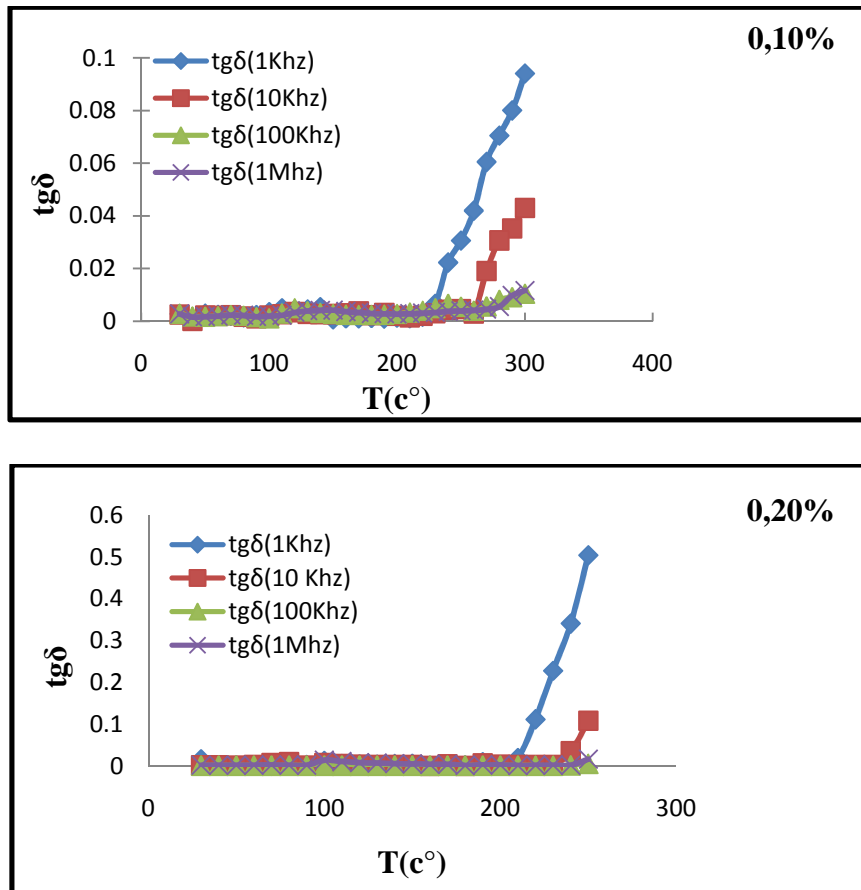 0,10%
0.1
0.08
0.06
0.04
0.02
0
tgδ
tgδ(1Khz)
tgδ(10Khz)
tgδ(100Khz)
tgδ(1Mhz)
0 100 200 300 400
T(c°)
0,20%
0.6
0.5
0.4
0.3
0.2
0.1
0
tgδ
tgδ(1Khz)
tgδ(10 Khz)
tgδ(100Khz)
tgδ(1Mhz)
0 100 200 300
T(c°)